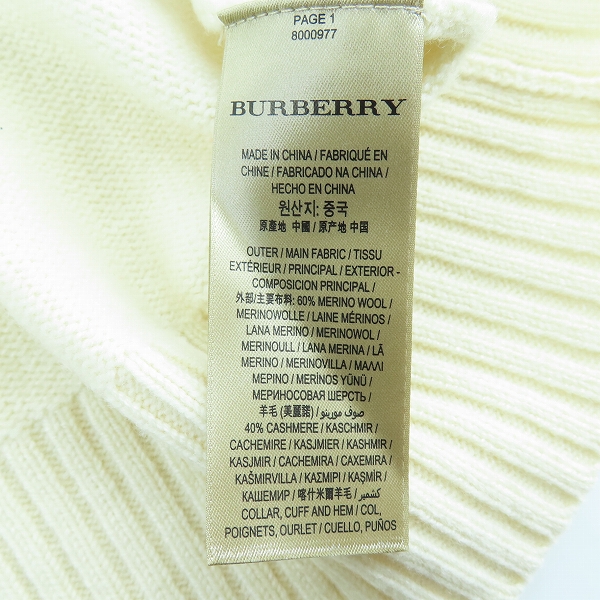 PAGE 1
8000977
BURBERRY
MADE IN CHINA / FABRIQUÉ EN
CHINE / FABRICADO NA CHINA /
HECHO EN CHINA
원산지: 중국
原產地 中國 / 原产地 中国
OUTER / MAIN FABRIC / TISSU
EXTÉRIEUR / PRINCIPAL / EXTERIOR -
COMPOSICION PRINCIPAL /
外部/主要布料: 60% MERINO WOOL /
MERINOWOLLE / LAINE MÉRINOS /
LANA MERINO / MERINOWOL /
MERINOULL / LANA MERINA / LÃ
MERINO / MERINOVILLA / ΜΑΛΛΙ
ΜΕΡΙΝΟ / MERİNOS YÜNÜ /
МЕРИНОСОВАЯ ШЕРСТЬ /
羊毛 (美麗諾) / صوف مورينو/
40% CASHMERE / KASCHMIR /
CACHEMIRE / KASJMIER / KASHMIR /
KASJMIR / CACHEMIRA / CAXEMIRA /
KAŠMIRVILLA / ΚΑΣΜΙΡΙ / KAŞMİR /
КАШЕМИР / 喀什米爾羊毛 / كشمير/
COLLAR, CUFF AND HEM / COL,
POIGNETS, OURLET / CUELLO, PUÑOS